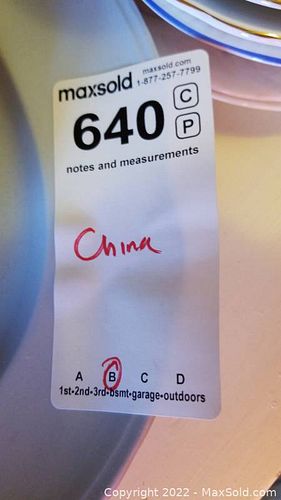 maxsold maxsold.com
1-877-257-7799
640 C
P
notes and measurements
China
A B C D
1st-2nd-3rd-bsmt-garage-outdoors
Copyright 2022 - MaxSold.com